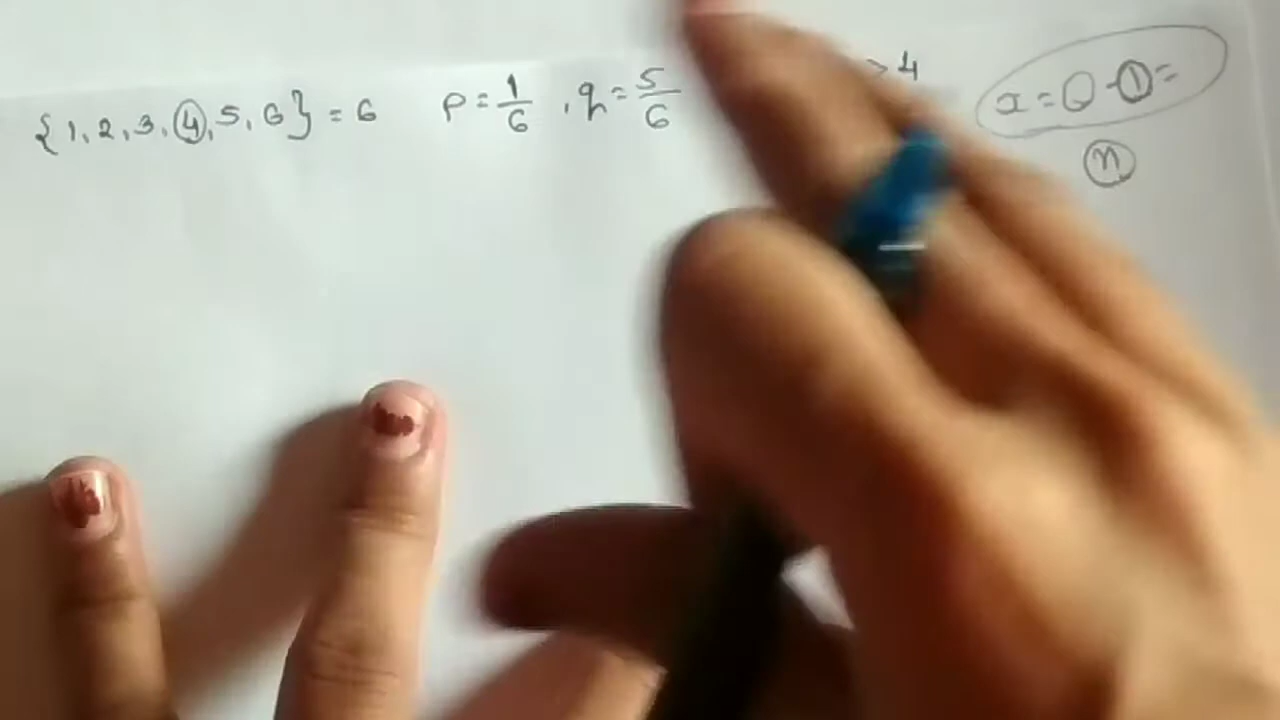 {1, 2, 3, 4, 5, 6} = 6 p = 1/6 , q = 5/6 > 4 x = 0 - 1 =
n